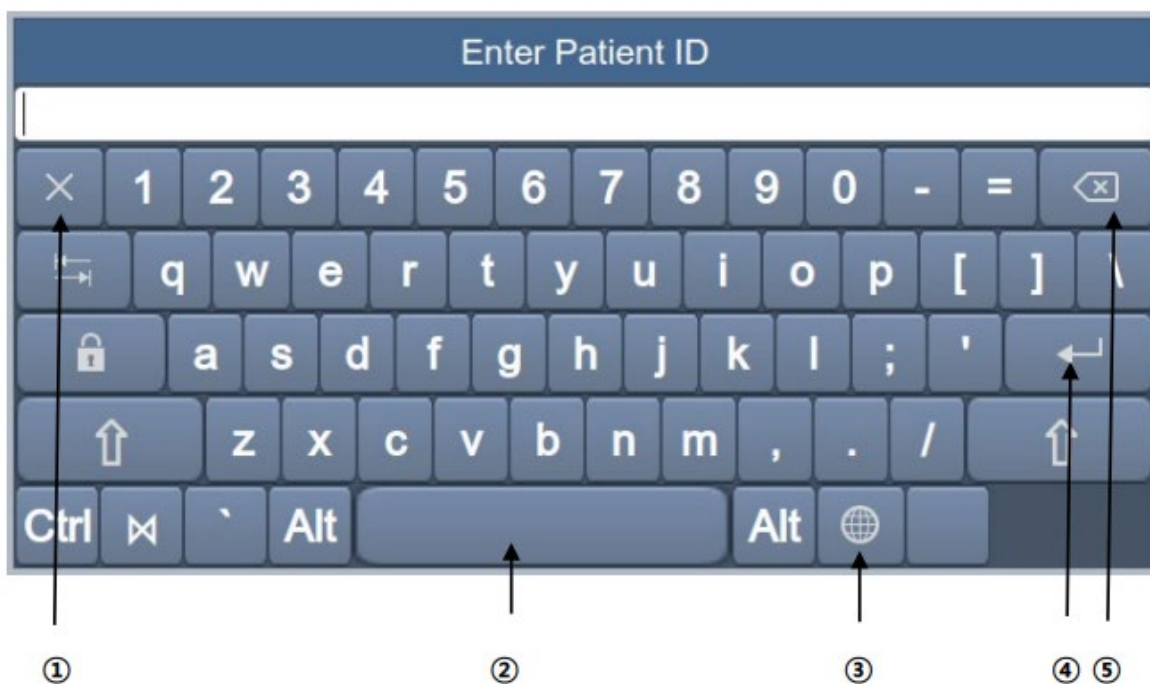 Enter Patient ID
1 2 3 4 5 6 7 8 9 0 - =
q w e r t y u i o p [ ] \
a s d f g h j k l ; '
z x c v b n m , . /
Ctrl ⋈ ` Alt Alt
① ② ③ ④ ⑤